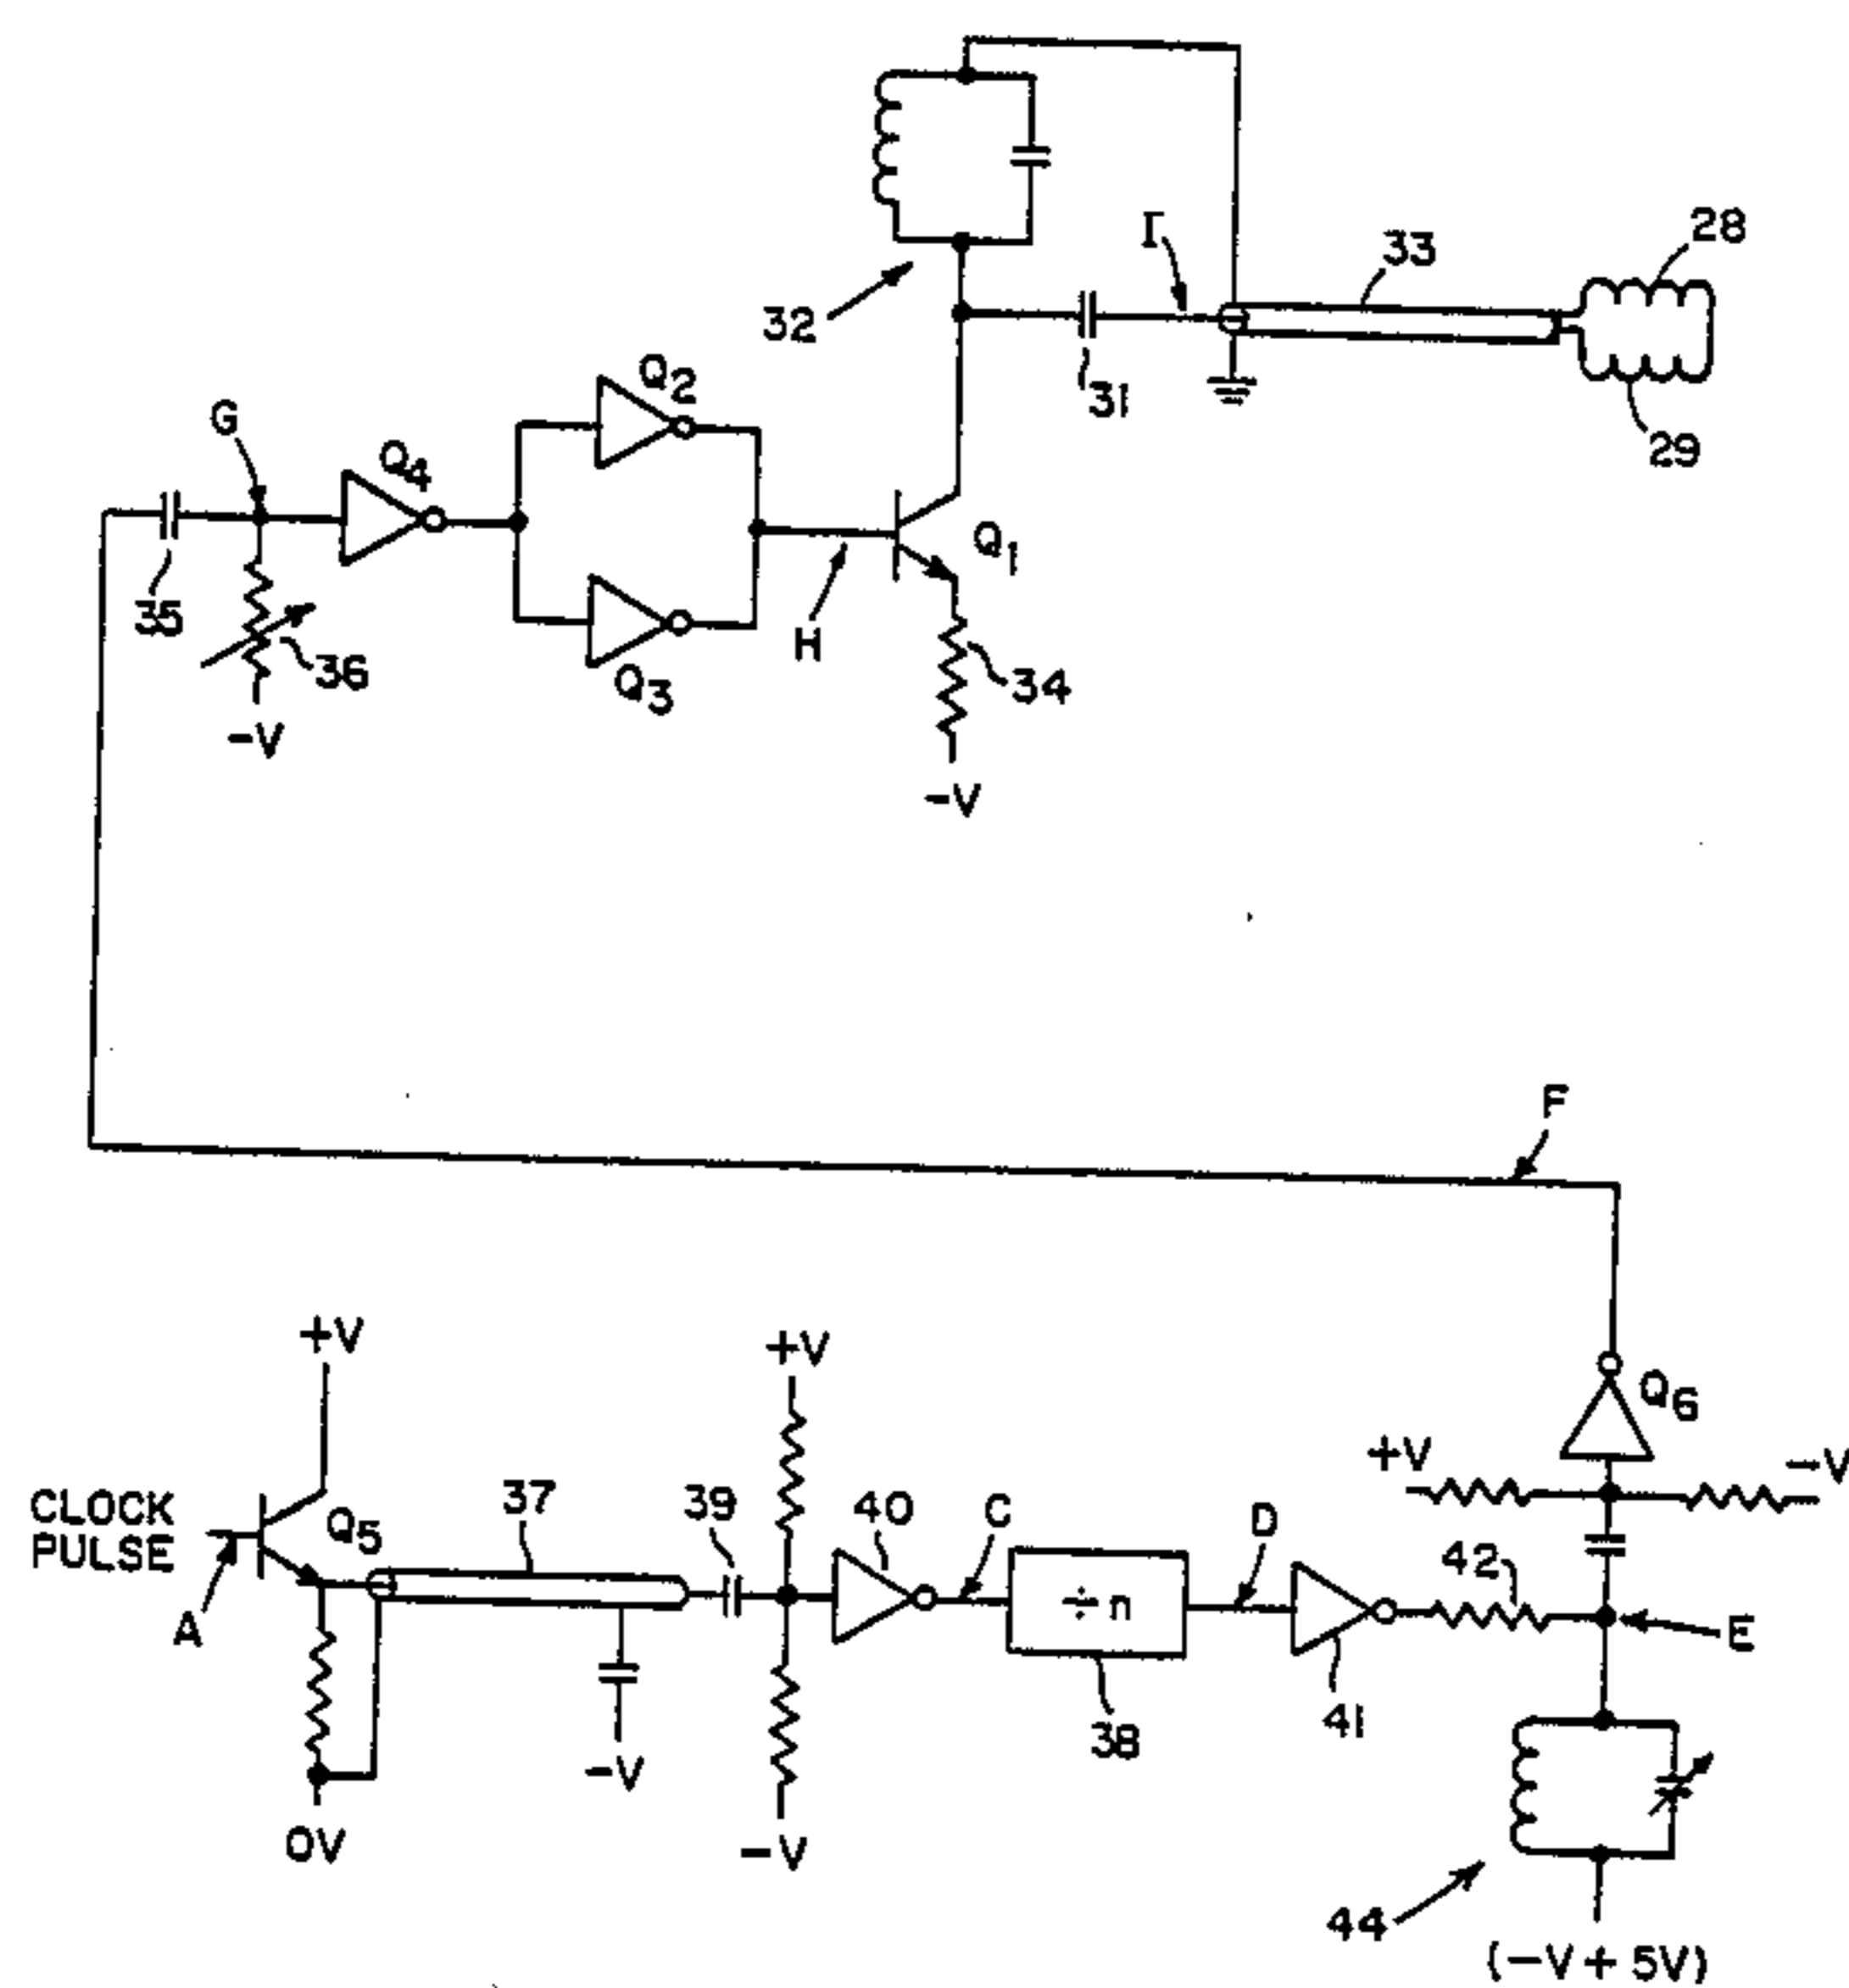 I
28
33
32
31
29
Q2
G
Q4
Q1
35
36
H
34
Q3
-V
-V
F
+V
+V
Q6
+V
-V
CLOCK
PULSE
Q5
37
39
40
C
D
42
A
E
38
41
-V
0V
-V
44
(-V + 5V)